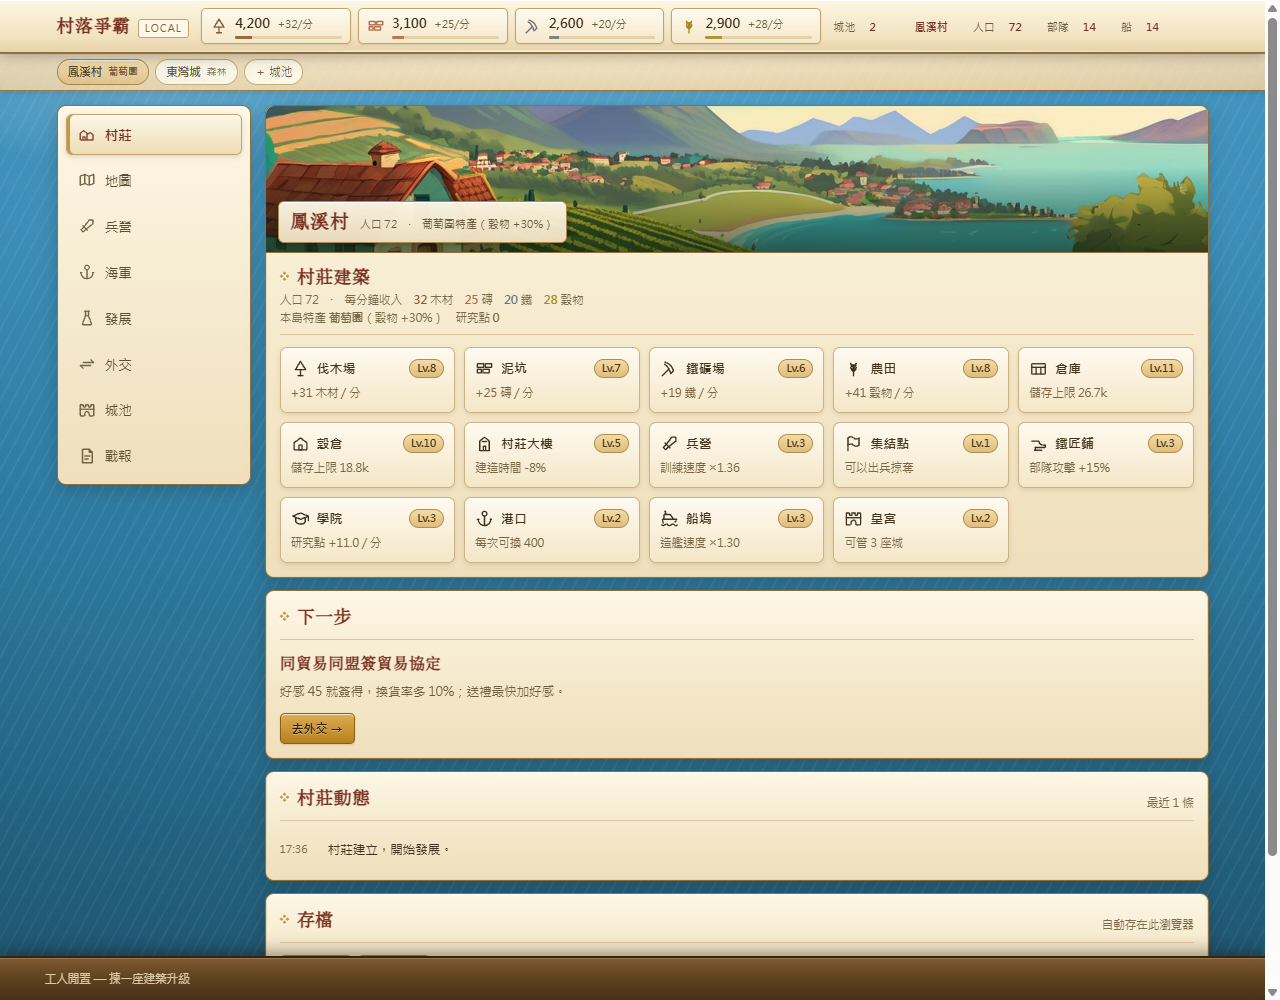 村落爭霸 LOCAL 4,200 +32/分 3,100 +25/分 2,600 +20/分 2,900 +28/分 城池 2 鳳溪村 人口 72 部隊 14 船 14
鳳溪村 葡萄園 東灣城 森林 + 城池
村莊
地圖
兵營
海軍
發展
外交
城池
戰報
鳳溪村 人口 72 · 葡萄園特產（穀物 +30%）
村莊建築
人口 72 · 每分鐘收入 32 木材 25 磚 20 鐵 28 穀物
本島特產 葡萄園（穀物 +30%） 研究點 0
伐木場 Lv.8
+31 木材 / 分
泥坑 Lv.7
+25 磚 / 分
鐵礦場 Lv.6
+19 鐵 / 分
農田 Lv.8
+41 穀物 / 分
倉庫 Lv.11
儲存上限 26.7k
穀倉 Lv.10
儲存上限 18.8k
村莊大樓 Lv.5
建造時間 -8%
兵營 Lv.3
訓練速度 ×1.36
集結點 Lv.1
可以出兵掠奪
鐵匠鋪 Lv.3
部隊攻擊 +15%
學院 Lv.3
研究點 +11.0 / 分
港口 Lv.2
每次可換 400
船塢 Lv.3
造艦速度 ×1.30
皇宮 Lv.2
可管 3 座城
下一步
同貿易同盟簽貿易協定
好感 45 就簽得，換貨率多 10%；送禮最快加好感。
去外交 →
村莊動態 最近 1 條
17:36 村莊建立，開始發展。
存檔 自動存在此瀏覽器
工人閒置 — 揀一座建築升級